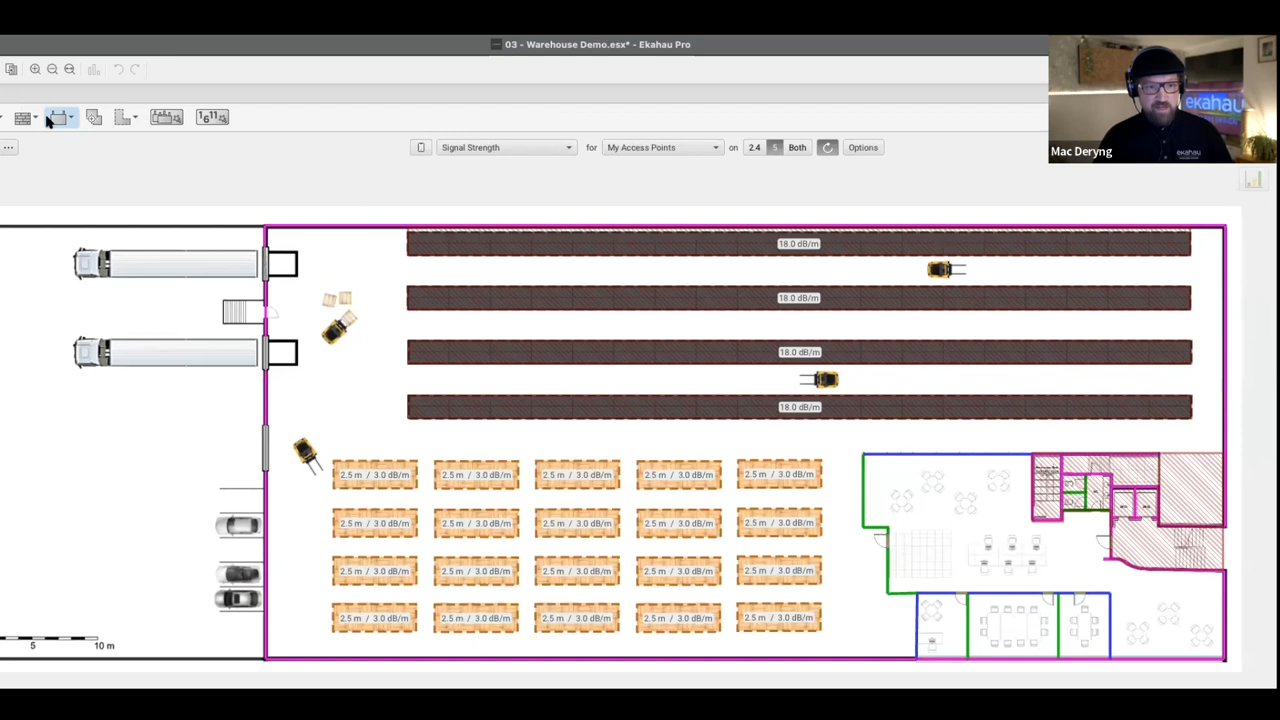 03 - Warehouse Demo.esx* - Ekahau Pro
ekahau
ekahau
Mac Deryng
Signal Strength for My Access Points on 2.4 5 Both Options
18.0 dB/m
18.0 dB/m
18.0 dB/m
18.0 dB/m
2.5 m / 3.0 dB/m 2.5 m / 3.0 dB/m 2.5 m / 3.0 dB/m 2.5 m / 3.0 dB/m 2.5 m / 3.0 dB/m
2.5 m / 3.0 dB/m 2.5 m / 3.0 dB/m 2.5 m / 3.0 dB/m 2.5 m / 3.0 dB/m 2.5 m / 3.0 dB/m
2.5 m / 3.0 dB/m 2.5 m / 3.0 dB/m 2.5 m / 3.0 dB/m 2.5 m / 3.0 dB/m 2.5 m / 3.0 dB/m
2.5 m / 3.0 dB/m 2.5 m / 3.0 dB/m 2.5 m / 3.0 dB/m 2.5 m / 3.0 dB/m 2.5 m / 3.0 dB/m
5 10 m